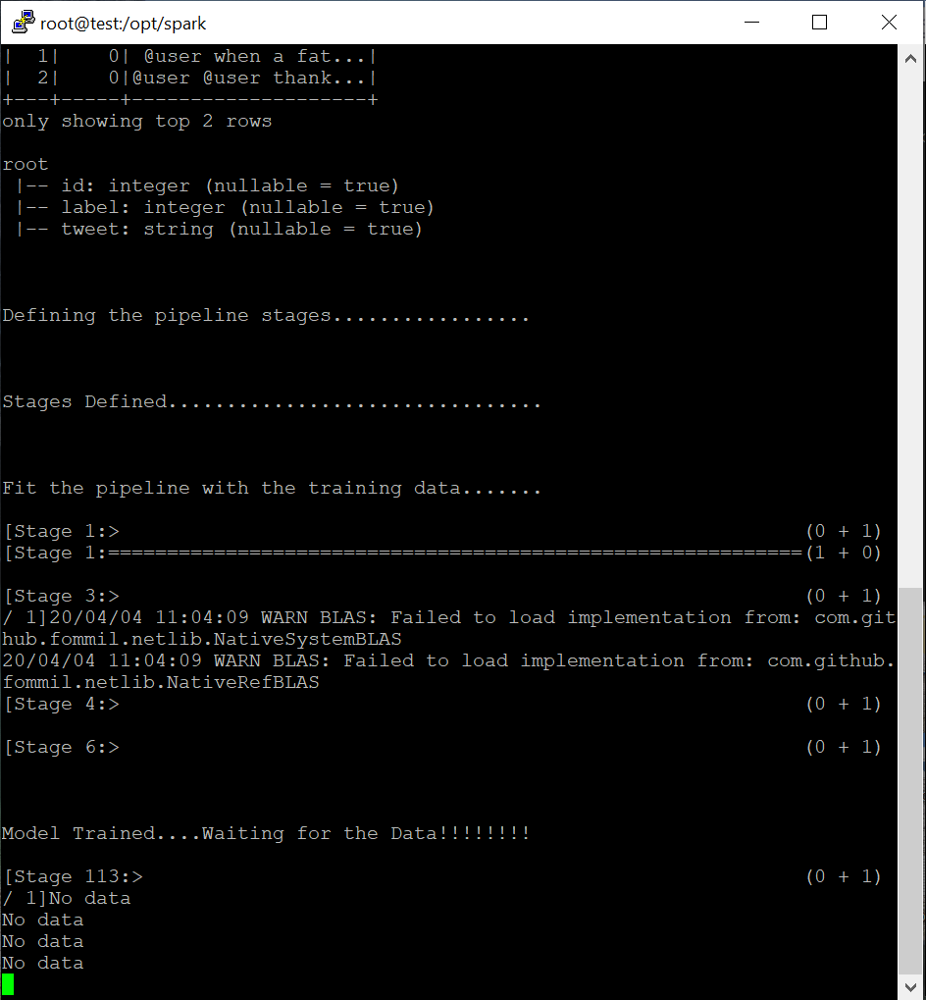 root@test:/opt/spark
|  1|    0| @user when a fat...|
|  2|    0|@user @user thank...|
+---+-----+--------------------+
only showing top 2 rows
root
 |-- id: integer (nullable = true)
 |-- label: integer (nullable = true)
 |-- tweet: string (nullable = true)
Defining the pipeline stages.................
Stages Defined................................
Fit the pipeline with the training data.......
[Stage 1:>                                                          (0 + 1)
[Stage 1:===========================================================(1 + 0)
[Stage 3:>                                                          (0 + 1)
/ 1]20/04/04 11:04:09 WARN BLAS: Failed to load implementation from: com.git
hub.fommil.netlib.NativeSystemBLAS
20/04/04 11:04:09 WARN BLAS: Failed to load implementation from: com.github.
fommil.netlib.NativeRefBLAS
[Stage 4:>                                                          (0 + 1)
[Stage 6:>                                                          (0 + 1)
Model Trained....Waiting for the Data!!!!!!!!
[Stage 113:>                                                        (0 + 1)
/ 1]No data
No data
No data
No data